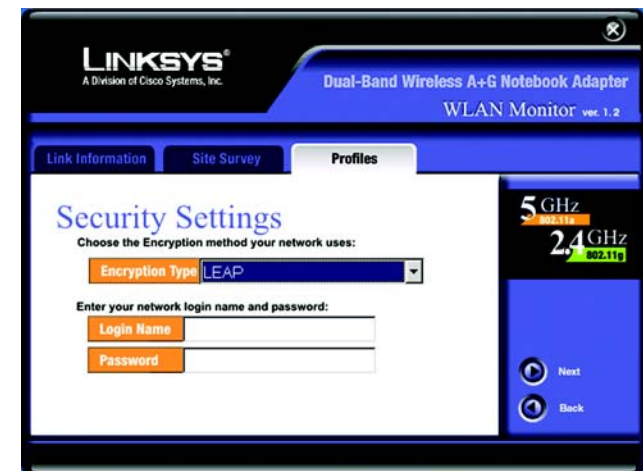 LINKSYS®
A Division of Cisco Systems, Inc.
Dual-Band Wireless A+G Notebook Adapter
WLAN Monitor ver. 1.2
Link Information
Site Survey
Profiles
Security Settings
Choose the Encryption method your network uses:
Encryption Type LEAP
Enter your network login name and password:
Login Name
Password
5 GHz
802.11a
2.4 GHz
802.11g
Next
Back